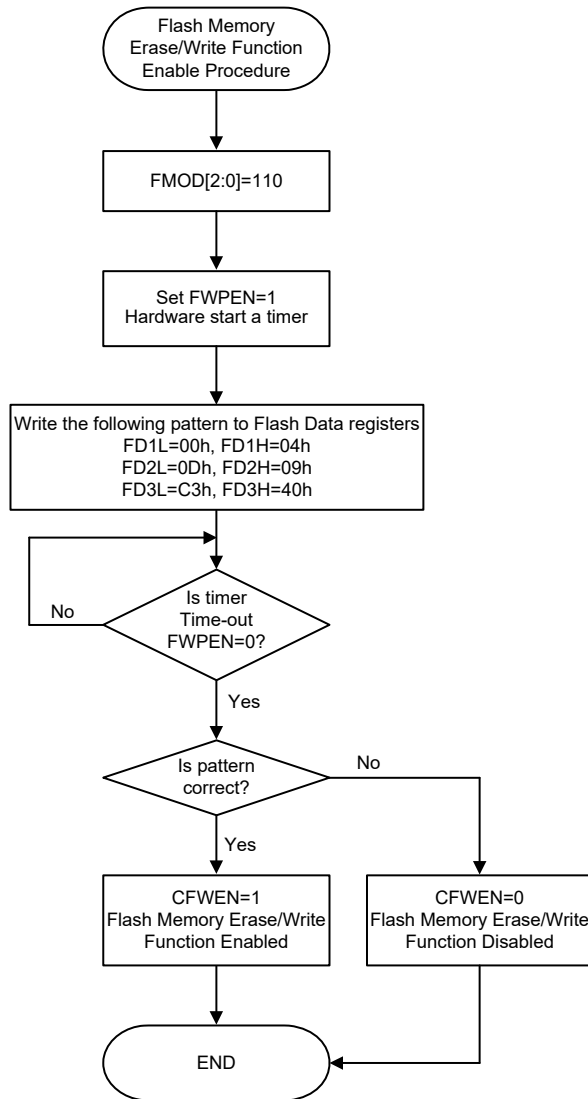 Flash Memory
Erase/Write Function
Enable Procedure
FMOD[2:0]=110
Set FWPEN=1
Hardware start a timer
Write the following pattern to Flash Data registers
FD1L=00h, FD1H=04h
FD2L=0Dh, FD2H=09h
FD3L=C3h, FD3H=40h
Is timer
Time-out
FWPEN=0?
No
Yes
Is pattern
correct?
No
Yes
CFWEN=1
Flash Memory Erase/Write
Function Enabled
CFWEN=0
Flash Memory Erase/Write
Function Disabled
END